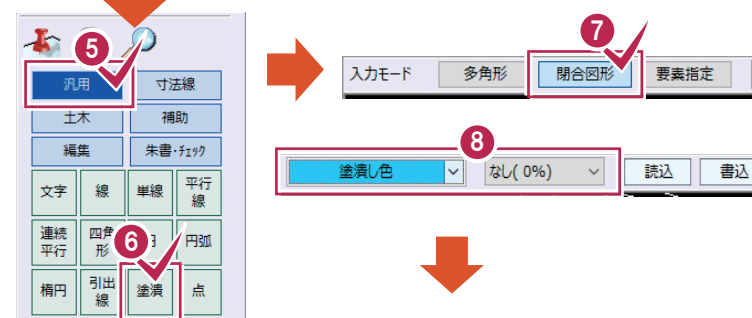 5
汎用
寸法線
土木
補助
編集
朱書・ﾁｪｯｸ
文字
線
単線
平行
線
連続
平行
四角
形
6
円弧
楕円
引出
線
塗潰
点
7
入力モード
多角形
閉合図形
要素指定
8
塗潰し色
なし( 0%)
読込
書込